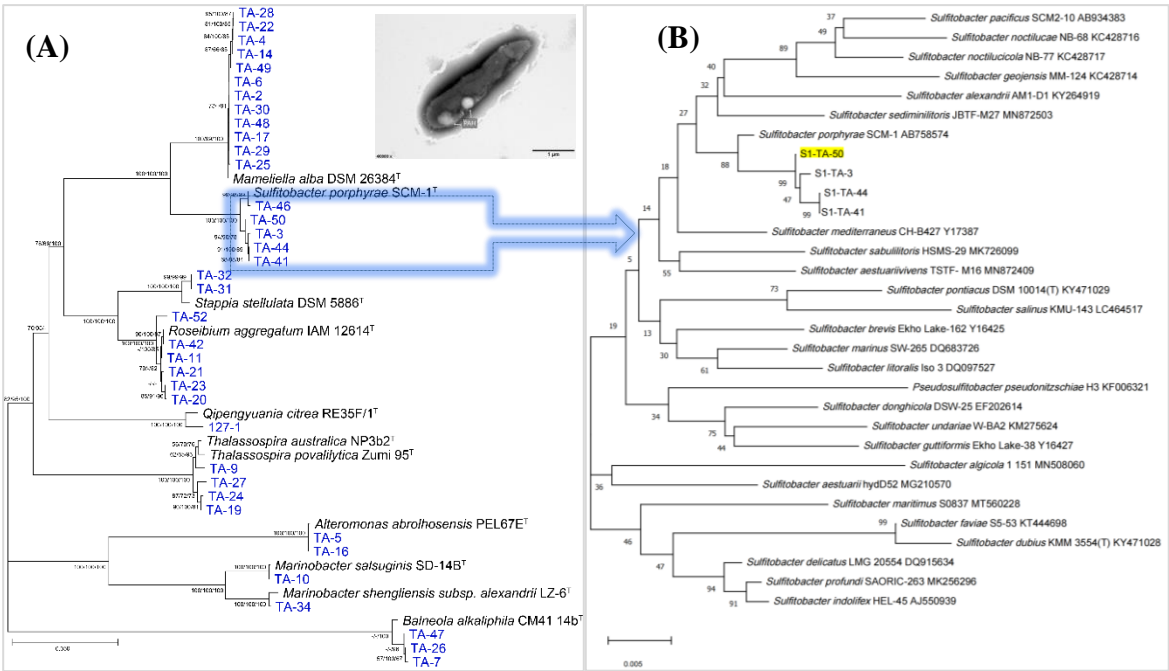 (A)
TA-28
TA-22
TA-4
TA-14
TA-49
TA-6
TA-2
TA-30
TA-48
TA-17
TA-29
TA-25
Mameliella alba DSM 26384ᵀ
Sulfitobacter porphyrae SCM-1ᵀ
TA-46
TA-50
TA-3
TA-44
TA-41
TA-32
TA-31
Stappia stellulata DSM 5886ᵀ
TA-52
Roseibium aggregatum IAM 12614ᵀ
TA-42
TA-11
TA-21
TA-23
TA-20
Qipengyuania citrea RE35F/1ᵀ
127-1
Thalassospira australica NP3b2ᵀ
Thalassospira povalilytica Zumi 95ᵀ
TA-9
TA-27
TA-24
TA-19
Alteromonas abrolhosensis PEL67Eᵀ
TA-5
TA-16
Marinobacter salsuginis SD-14Bᵀ
TA-10
Marinobacter shengliensis subsp. alexandrii LZ-6ᵀ
TA-34
Balneola alkaliphila CM41 14bᵀ
TA-47
TA-26
TA-7
1 µm
(B)
37
Sulfitobacter pacificus SCM2-10 AB934383
49
Sulfitobacter noctilucae NB-68 KC428716
89
Sulfitobacter noctilucicola NB-77 KC428717
40
Sulfitobacter geojensis MM-124 KC428714
32
Sulfitobacter alexandrii AM1-D1 KY264919
27
Sulfitobacter sediminilitoris JBTF-M27 MN872503
Sulfitobacter porphyrae SCM-1 AB758574
88
S1-TA-50
18
99
S1-TA-3
47
S1-TA-44
99
S1-TA-41
14
Sulfitobacter mediterraneus CH-B427 Y17387
Sulfitobacter sabulilitoris HSMS-29 MK726099
5
55
Sulfitobacter aestuariivivens TSTF- M16 MN872409
73
Sulfitobacter pontiacus DSM 10014(T) KY471029
Sulfitobacter salinus KMU-143 LC464517
19
13
Sulfitobacter brevis Ekho Lake-162 Y16425
30
Sulfitobacter marinus SW-265 DQ683726
61
Sulfitobacter litoralis Iso 3 DQ097527
Pseudosulfitobacter pseudonitzschiae H3 KF006321
34
Sulfitobacter donghicola DSW-25 EF202614
75
Sulfitobacter undariae W-BA2 KM275624
44
Sulfitobacter guttiformis Ekho Lake-38 Y16427
Sulfitobacter algicola 1 151 MN508060
36
Sulfitobacter aestuarii hydD52 MG210570
Sulfitobacter maritimus S0837 MT560228
46
99
Sulfitobacter faviae S5-53 KT444698
Sulfitobacter dubius KMM 3554(T) KY471028
47
Sulfitobacter delicatus LMG 20554 DQ915634
94
Sulfitobacter profundi SAORIC-263 MK256296
91
Sulfitobacter indolifex HEL-45 AJ550939
0.005